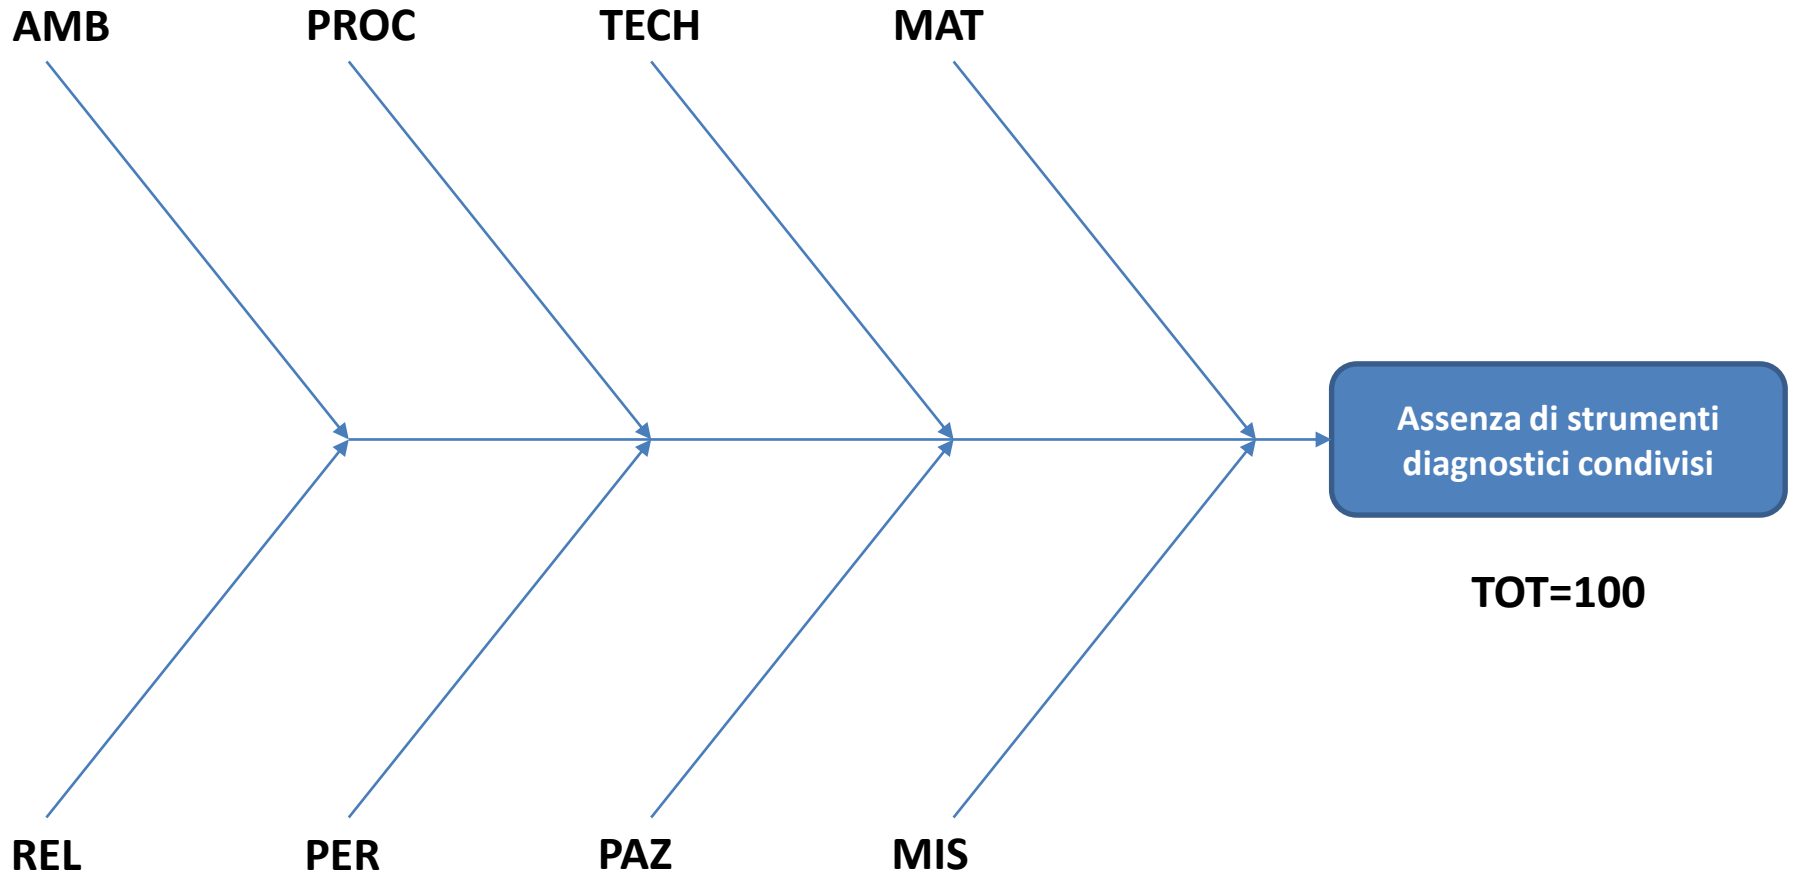 AMB PROC TECH MAT
Assenza di strumenti
diagnostici condivisi
TOT=100
REL PER PAZ MIS